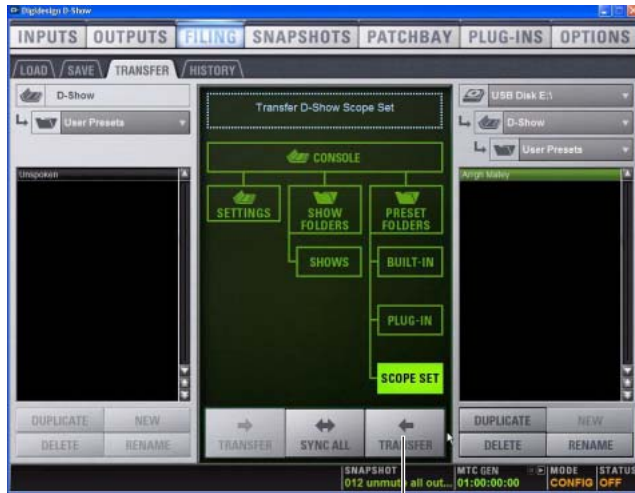 Digidesign D-Show
INPUTS OUTPUTS FILING SNAPSHOTS PATCHBAY PLUG-INS OPTIONS
LOAD SAVE TRANSFER HISTORY
D-Show
User Presets
Unspoken
DUPLICATE NEW
DELETE RENAME
Transfer D-Show Scope Set
CONSOLE
SETTINGS
SHOW FOLDERS
PRESET FOLDERS
SHOWS
BUILT-IN
PLUG-IN
SCOPE SET
TRANSFER SYNC ALL TRANSFER
USB Disk E:\
D-Show
User Presets
Arrgh Matey
DUPLICATE NEW
DELETE RENAME
SNAPSHOT
012 unmute all out...
MTC GEN
01:00:00:00
MODE
CONFIG
STATUS
OFF